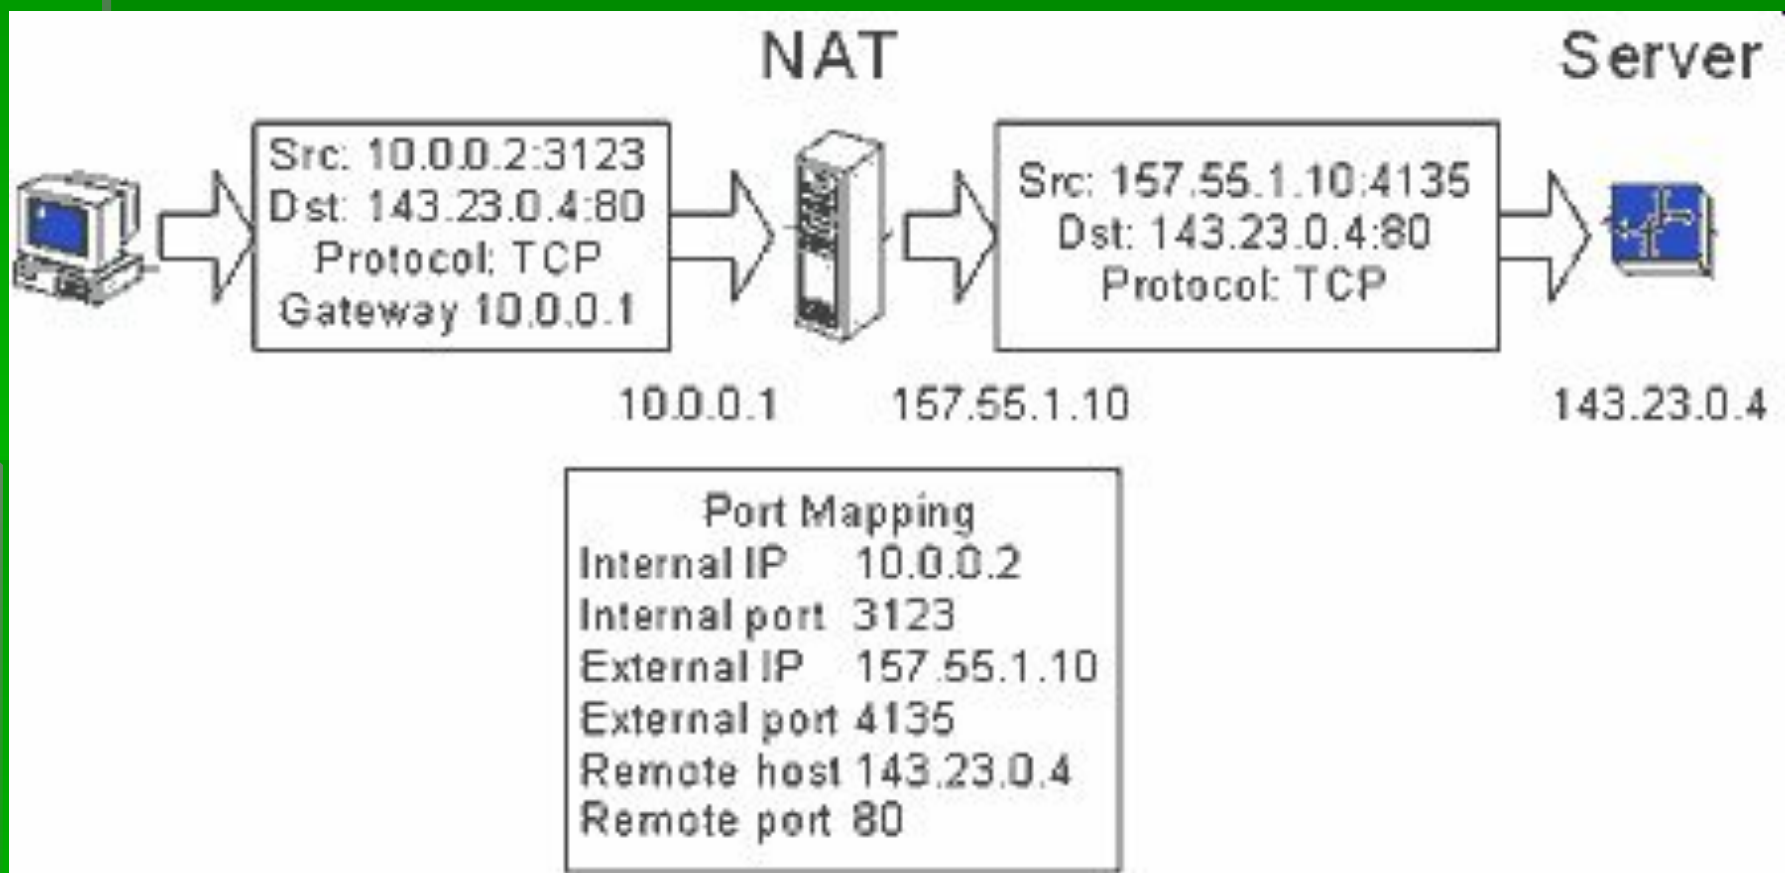 NAT
Server
Src: 10.0.0.2:3123
Dst: 143.23.0.4:80
Protocol: TCP
Gateway 10.0.0.1
Src: 157.55.1.10:4135
Dst: 143.23.0.4:80
Protocol: TCP
10.0.0.1
157.55.1.10
143.23.0.4
Port Mapping
Internal IP 10.0.0.2
Internal port 3123
External IP 157.55.1.10
External port 4135
Remote host 143.23.0.4
Remote port 80